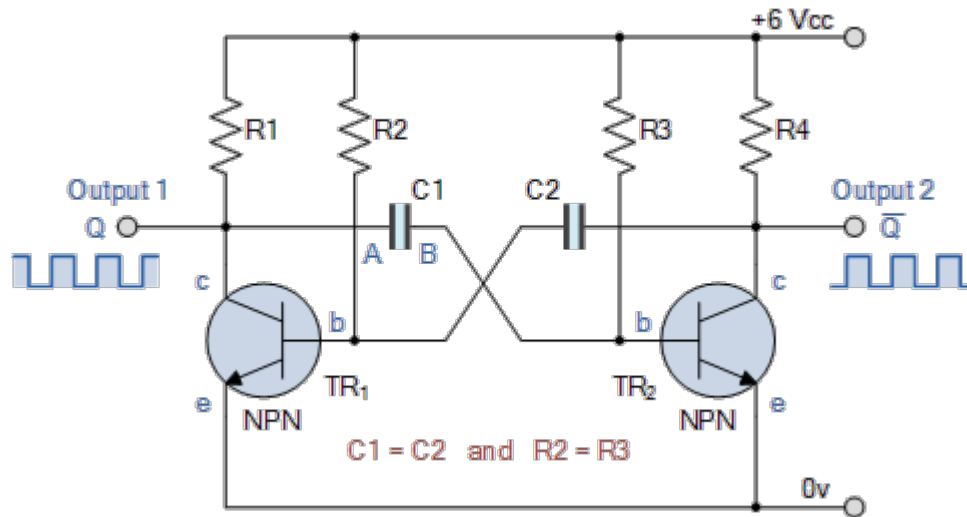 +6 Vcc
R1
R2
R3
R4
Output 1
C1
C2
Output 2
Q
Q̅
A
B
c
c
b
b
TR₁
TR₂
e
NPN
NPN
e
C1 = C2 and R2 = R3
0v